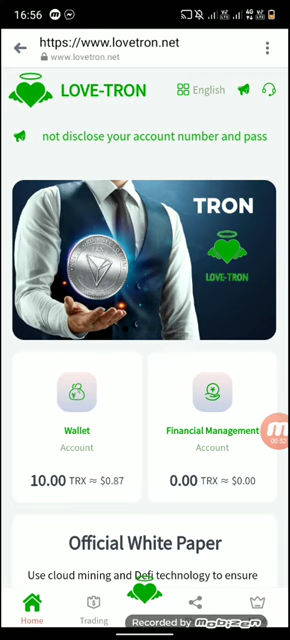 16:56
https://www.lovetron.net
www.lovetron.net
LOVE-TRON
English
not disclose your account number and pass
TRON
LOVE-TRON
Wallet
Account
10.00 TRX ≈ $0.87
Financial Management
Account
0.00 TRX ≈ $0.00
00:50
Official White Paper
Use cloud mining and Defi technology to ensure
Home
Trading
Recorded by MOBIZEN